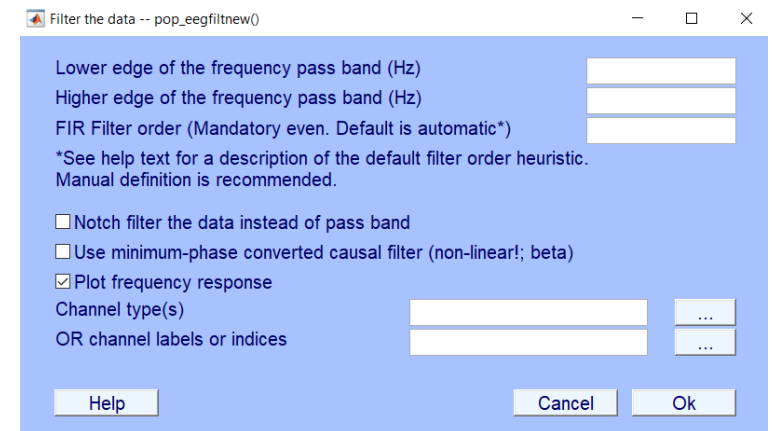 Filter the data -- pop_eegfiltnew()
Lower edge of the frequency pass band (Hz)
Higher edge of the frequency pass band (Hz)
FIR Filter order (Mandatory even. Default is automatic*)
*See help text for a description of the default filter order heuristic.
Manual definition is recommended.
Notch filter the data instead of pass band
Use minimum-phase converted causal filter (non-linear!; beta)
Plot frequency response
Channel type(s) ...
OR channel labels or indices ...
Help Cancel Ok